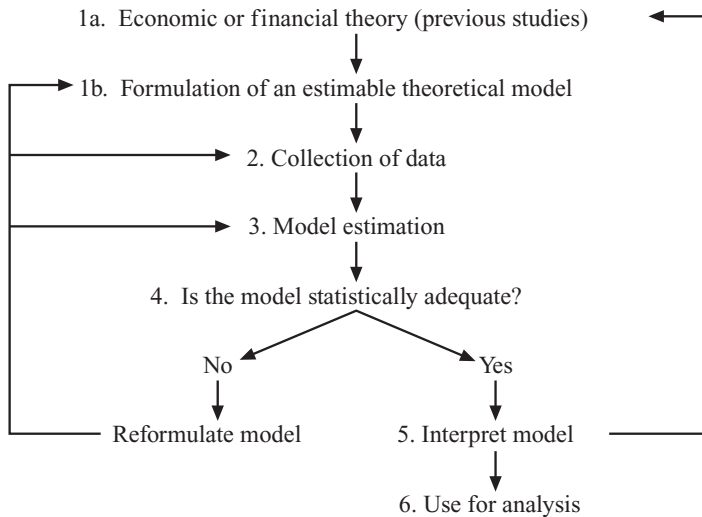 1a. Economic or financial theory (previous studies)
1b. Formulation of an estimable theoretical model
2. Collection of data
3. Model estimation
4. Is the model statistically adequate?
No
Yes
Reformulate model
5. Interpret model
6. Use for analysis